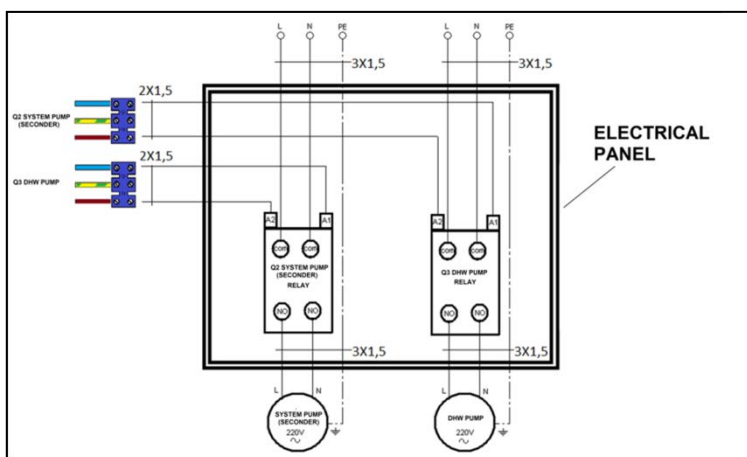 L N PE
L N PE
3X1,5
3X1,5
2X1,5
Q2 SYSTEM PUMP
(SECONDER)
2X1,5
Q3 DHW PUMP
ELECTRICAL
PANEL
A2
A1
A2
A1
com
com
Q2 SYSTEM PUMP
(SECONDER)
RELAY
NO
NO
com
com
Q3 DHW PUMP
RELAY
NO
NO
3X1,5
3X1,5
L
N
SYSTEM PUMP
(SECONDER)
220V
L
N
DHW PUMP
220V